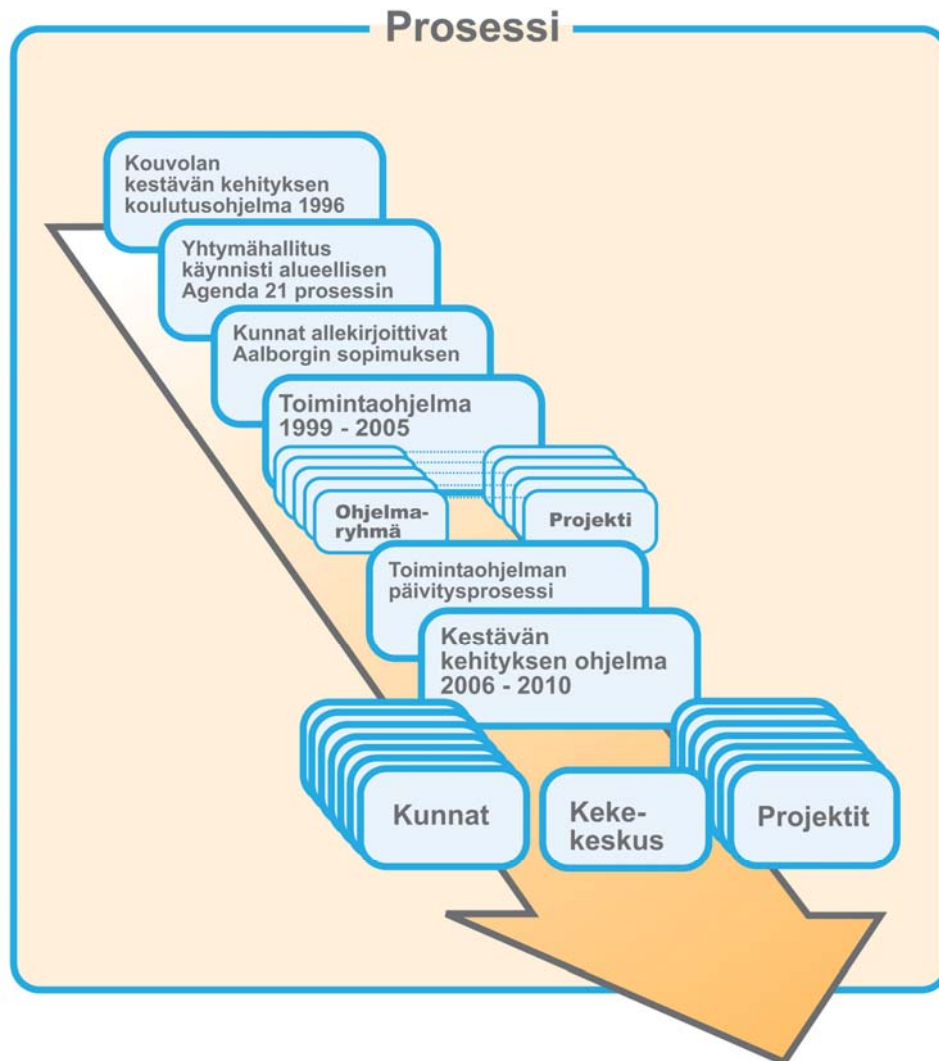 Prosessi
Kouvolan
kestävän kehityksen
koulutusohjelma 1996
Yhtymähallitus
käynnisti alueellisen
Agenda 21 prosessin
Kunnat allekirjoittivat
Aalborgin sopimuksen
Toimintaohjelma
1999 - 2005
Ohjelma-
ryhmä
Projekti
Toimintaohjelman
päivitysprosessi
Kestävän
kehityksen ohjelma
2006 - 2010
Kunnat
Keke-
keskus
Projektit